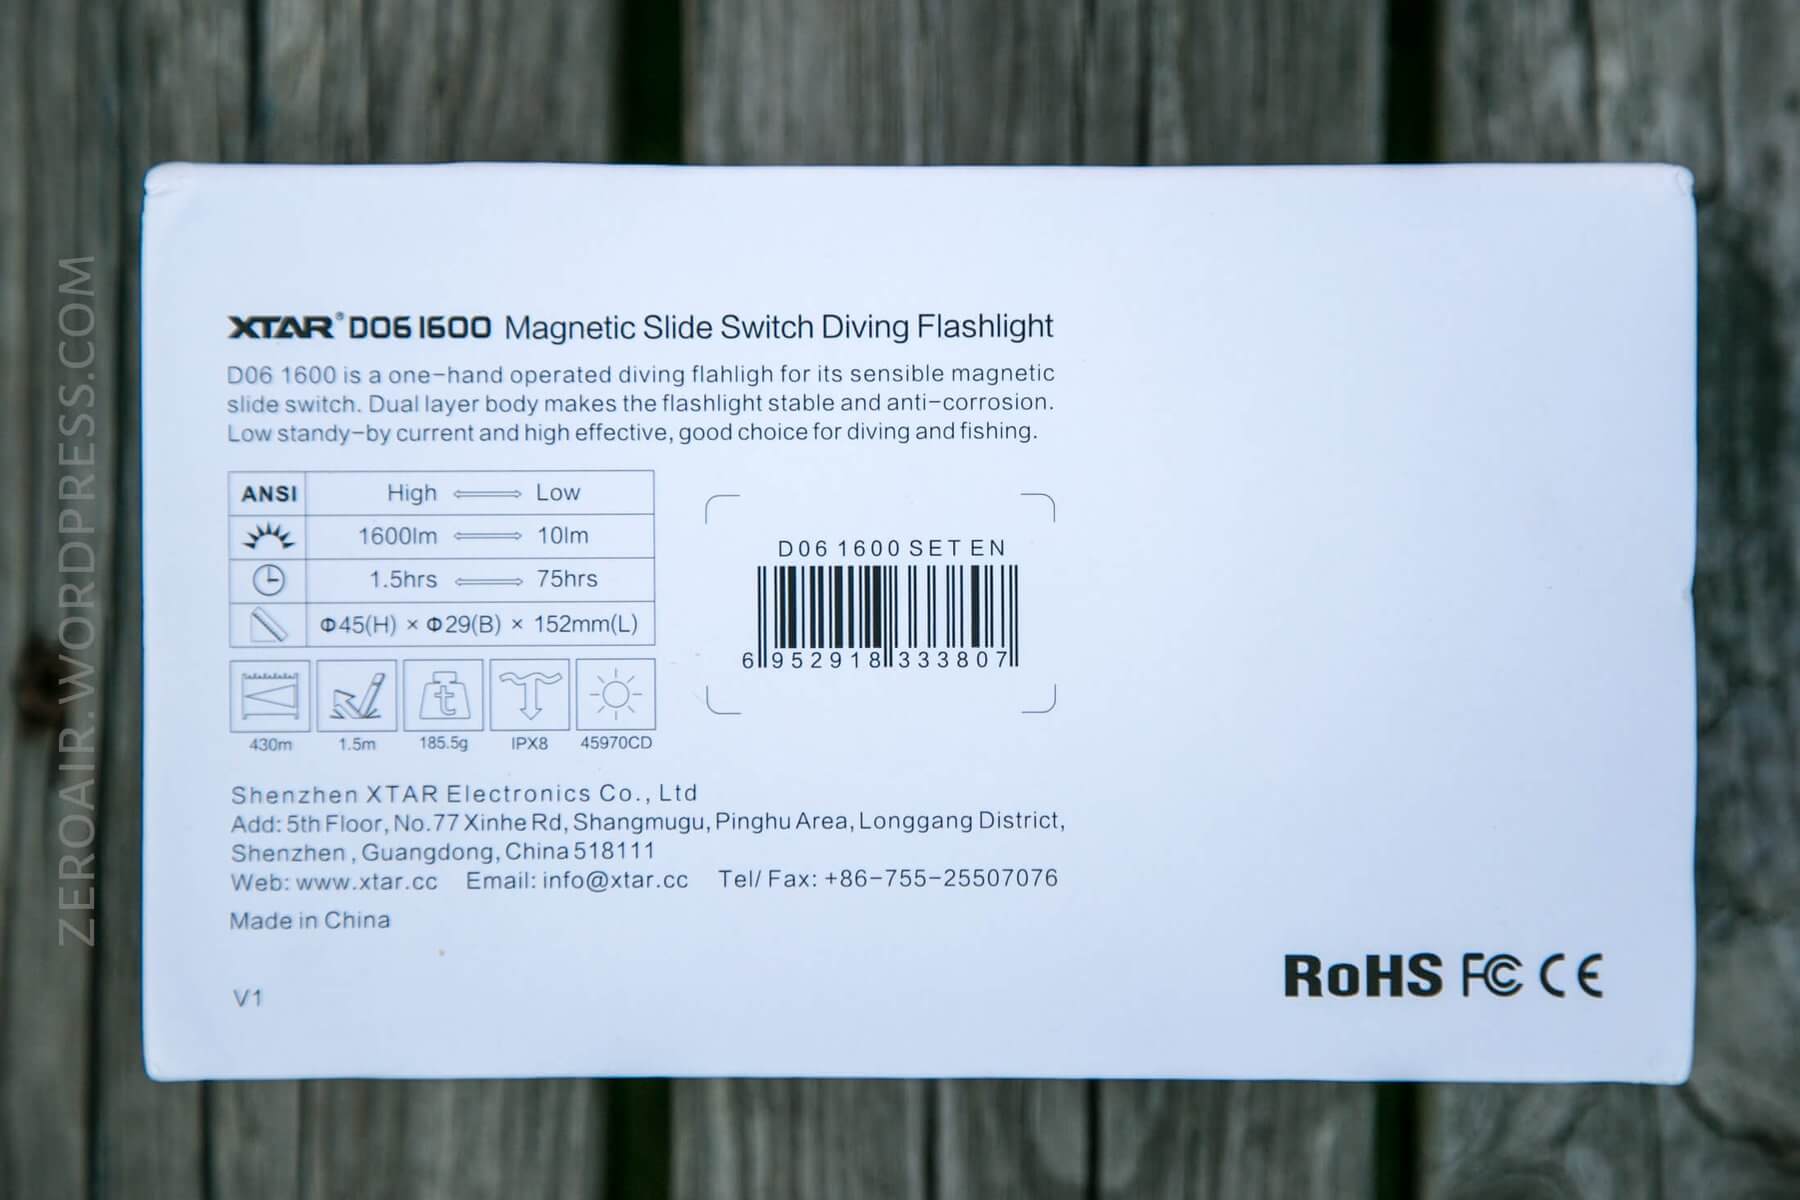 XTAR® D06 1600 Magnetic Slide Switch Diving Flashlight
D06 1600 is a one-hand operated diving flahligh for its sensible magnetic
slide switch. Dual layer body makes the flashlight stable and anti-corrosion.
Low standy-by current and high effective, good choice for diving and fishing.
ANSI High Low
1600lm 10lm
1.5hrs 75hrs
Φ45(H) × Φ29(B) × 152mm(L)
t
430m 1.5m 185.5g IPX8 45970CD
D06 1600 SET EN
6 952918 333807
Shenzhen XTAR Electronics Co., Ltd
Add: 5th Floor, No.77 Xinhe Rd, Shangmugu, Pinghu Area, Longgang District,
Shenzhen , Guangdong, China 518111
Web: www.xtar.cc Email: info@xtar.cc Tel/ Fax: +86-755-25507076
Made in China
V1
RoHS FC CE
ZEROAIR.WORDPRESS.COM